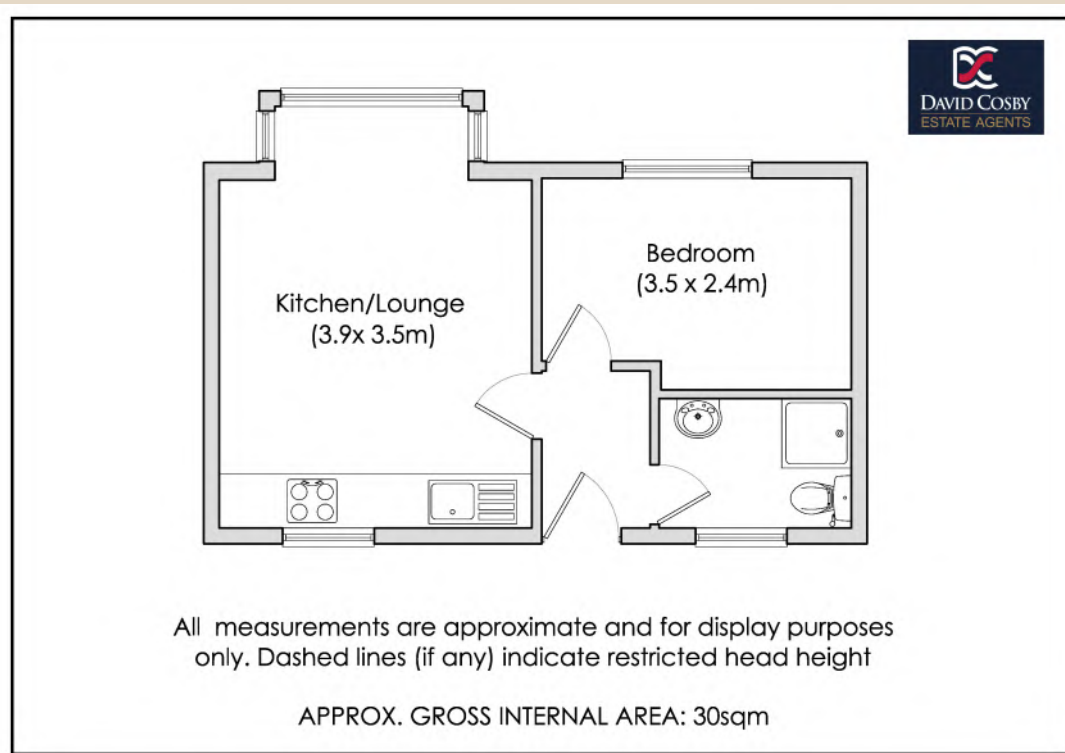 DAVID COSBY
ESTATE AGENTS
Bedroom
(3.5 x 2.4m)
Kitchen/Lounge
(3.9x 3.5m)
All measurements are approximate and for display purposes
only. Dashed lines (if any) indicate restricted head height
APPROX. GROSS INTERNAL AREA: 30sqm